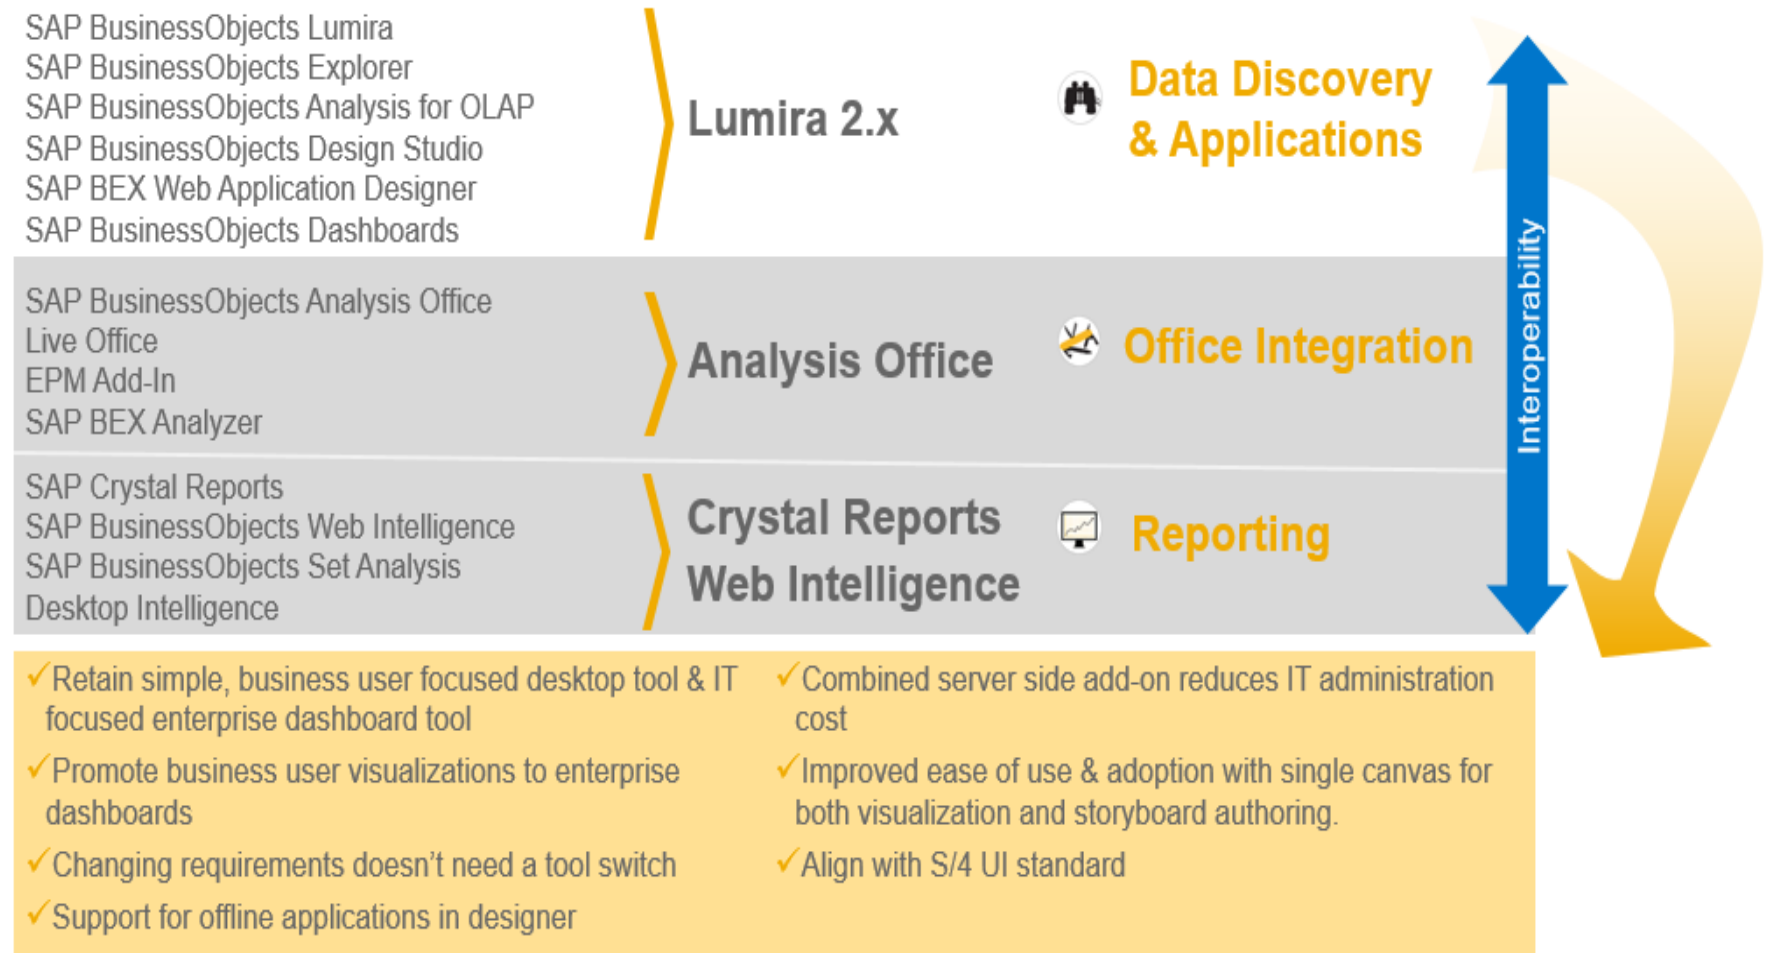 SAP BusinessObjects Lumira
SAP BusinessObjects Explorer
SAP BusinessObjects Analysis for OLAP
SAP BusinessObjects Design Studio
SAP BEX Web Application Designer
SAP BusinessObjects Dashboards
Lumira 2.x
Data Discovery
& Applications
SAP BusinessObjects Analysis Office
Live Office
EPM Add-In
SAP BEX Analyzer
Analysis Office
Office Integration
SAP Crystal Reports
SAP BusinessObjects Web Intelligence
SAP BusinessObjects Set Analysis
Desktop Intelligence
Crystal Reports
Web Intelligence
Reporting
Interoperability
✓Retain simple, business user focused desktop tool & IT
focused enterprise dashboard tool
✓Promote business user visualizations to enterprise
dashboards
✓Changing requirements doesn’t need a tool switch
✓Support for offline applications in designer
✓Combined server side add-on reduces IT administration
cost
✓Improved ease of use & adoption with single canvas for
both visualization and storyboard authoring.
✓Align with S/4 UI standard